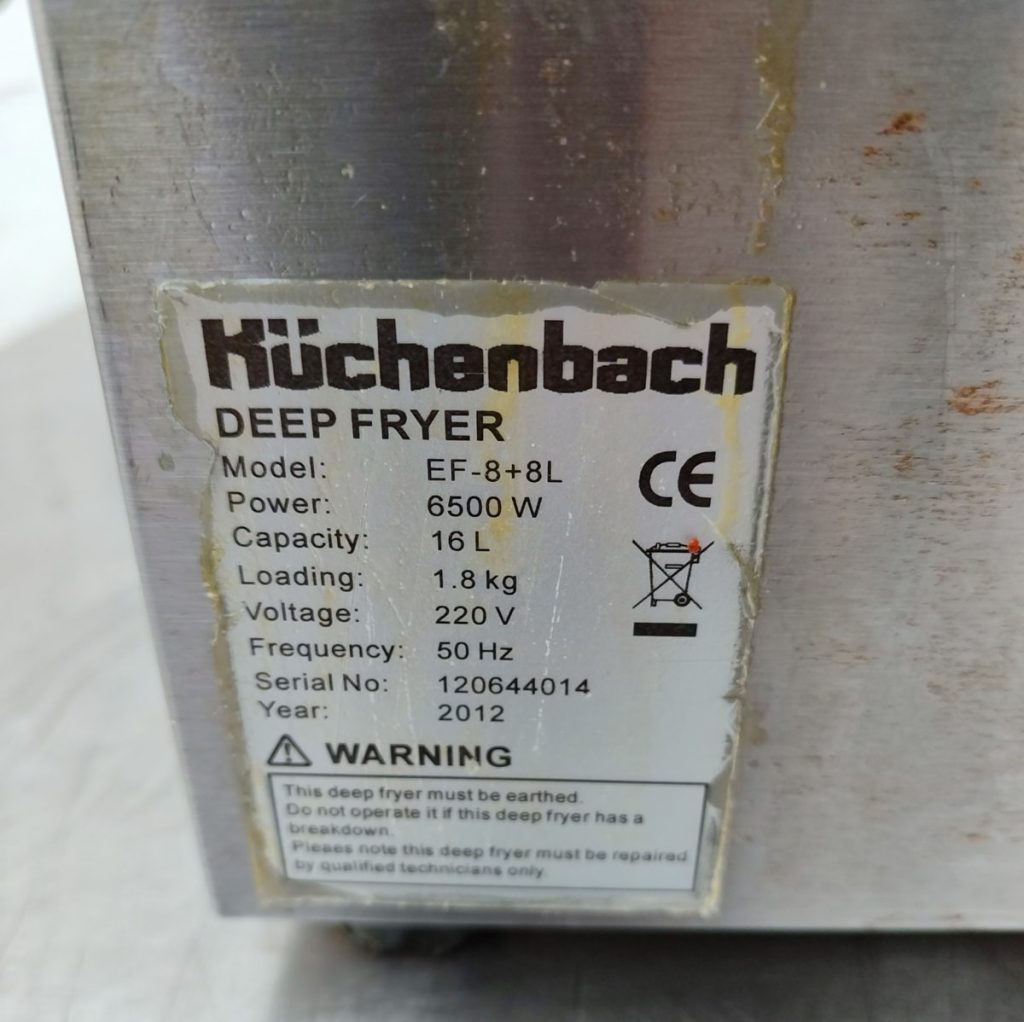 Küchenbach
DEEP FRYER
Model: EF-8+8L
Power: 6500 W
Capacity: 16 L
Loading: 1.8 kg
Voltage: 220 V
Frequency: 50 Hz
Serial No: 120644014
Year: 2012
CE
WARNING
This deep fryer must be earthed.
Do not operate it if this deep fryer has a
breakdown.
Pleaes note this deep fryer must be repaired
by qualified technicians only.